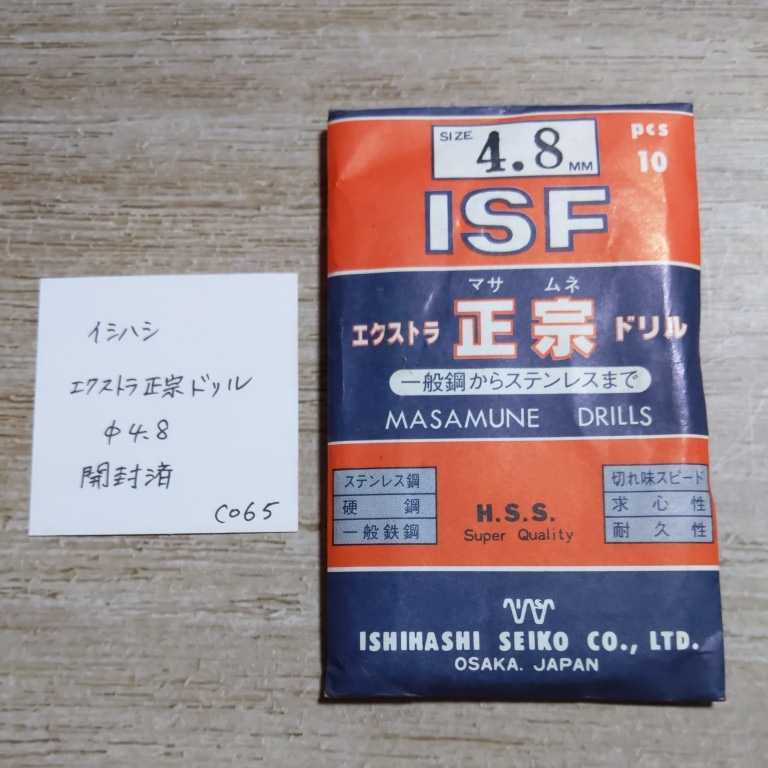 イシハシ
エクストラ正宗ドリル
φ4.8
開封済
C065
SIZE 4.8 MM
pcs
10
ISF
マサ ムネ
エクストラ 正宗 ドリル
一般鋼からステンレスまで
MASAMUNE DRILLS
ステンレス鋼
硬鋼
一般鉄鋼
H.S.S.
Super Quality
切れ味スピード
求心性
耐久性
ISHIHASHI SEIKO CO., LTD.
OSAKA. JAPAN